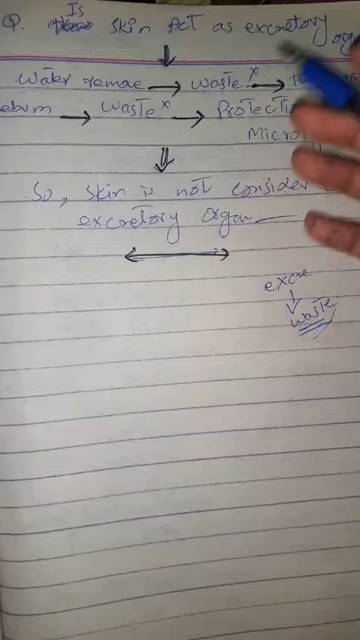 Q. Is Skin Act as excretory
Water remove → Waste x →
ebum → Waste x → Protecti
Micro
So, Skin is not consider
excretory organ
excre
↓
waste